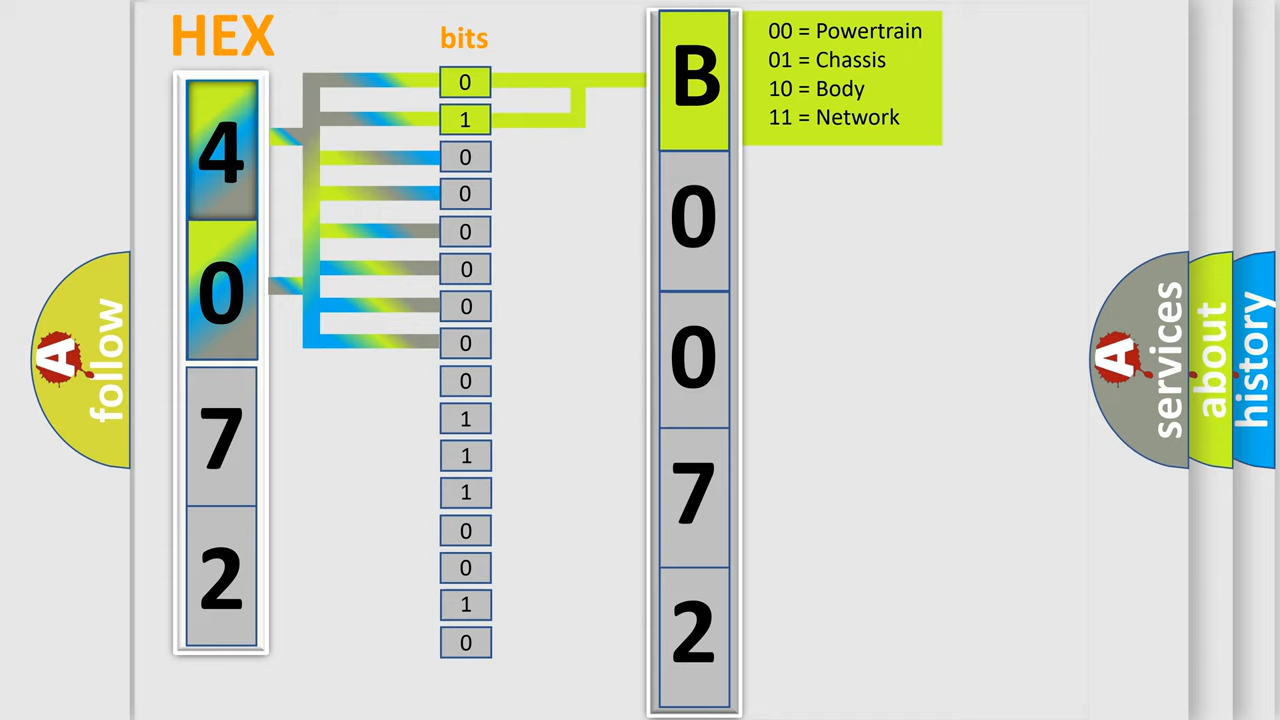 HEX
bits
4
0
7
2
0
1
0
0
0
0
0
0
0
1
1
1
0
0
1
0
B
0
0
7
2
00 = Powertrain
01 = Chassis
10 = Body
11 = Network
A
follow
A
services
about
history